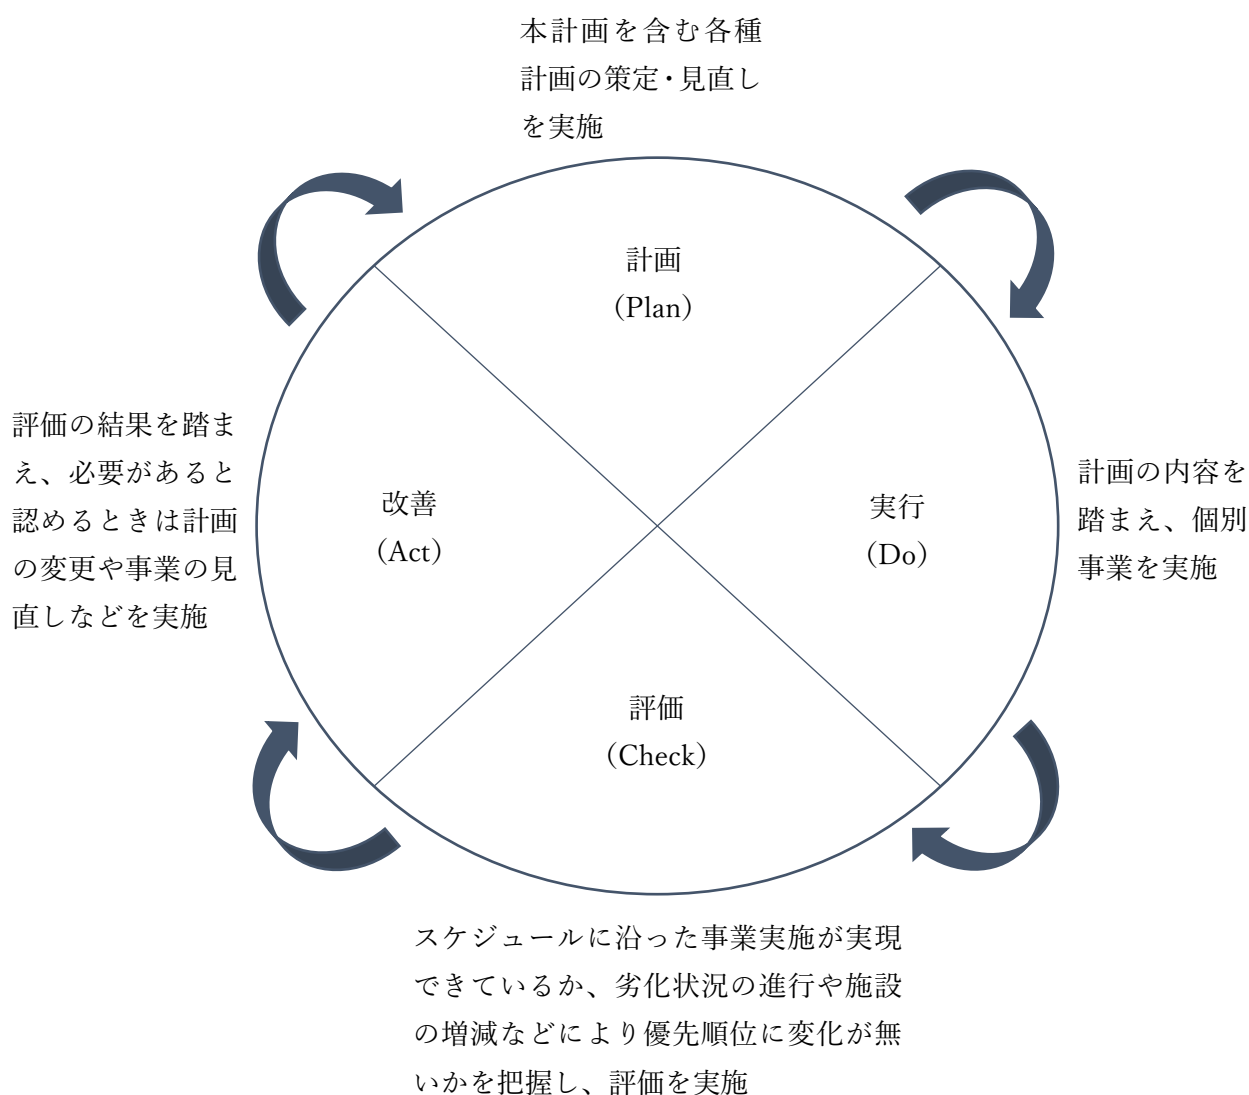 本計画を含む各種
計画の策定・見直し
を実施
計画
(Plan)
評価の結果を踏ま
え、必要があると
認めるときは計画
の変更や事業の見
直しなどを実施
改善
(Act)
実行
(Do)
計画の内容を
踏まえ、個別
事業を実施
評価
(Check)
スケジュールに沿った事業実施が実現
できているか、劣化状況の進行や施設
の増減などにより優先順位に変化が無
いかを把握し、評価を実施